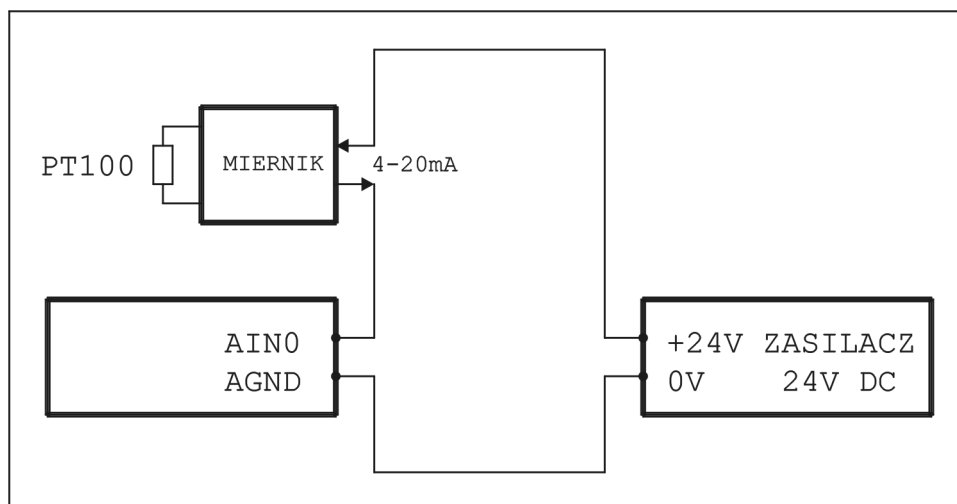 PT100
MIERNIK
4-20mA
AIN0
AGND
+24V ZASILACZ
0V 24V DC